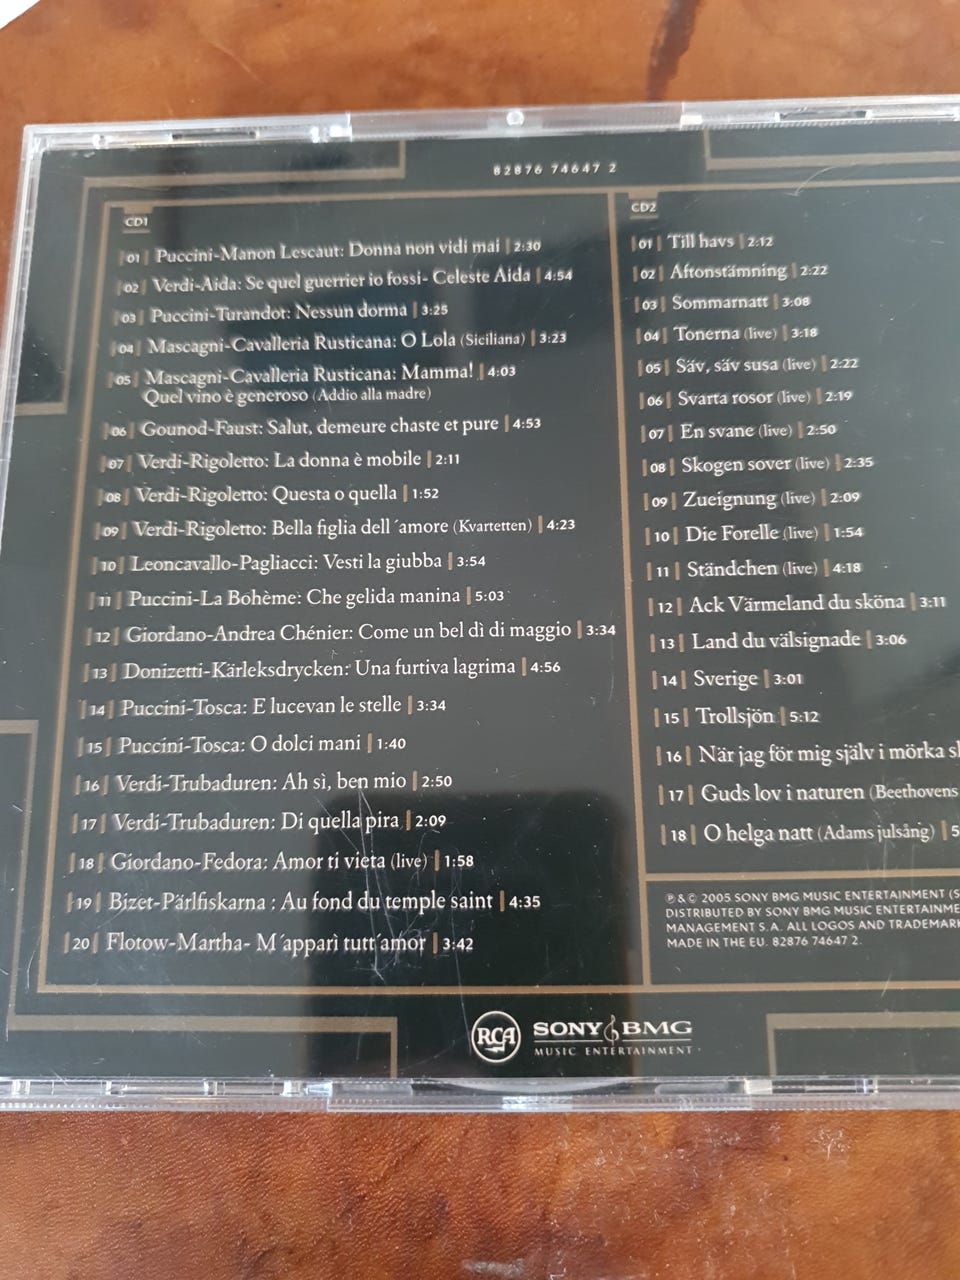 82876 74647 2
CD1
|01| Puccini-Manon Lescaut: Donna non vidi mai | 2:30
|02| Verdi-Aida: Se quel guerrier io fossi- Celeste Aida | 4:54
|03| Puccini-Turandot: Nessun dorma | 3:25
|04| Mascagni-Cavalleria Rusticana: O Lola (Siciliana) | 3:23
|05| Mascagni-Cavalleria Rusticana: Mamma! | 4:03
Quel vino è generoso (Addio alla madre)
|06| Gounod-Faust: Salut, demeure chaste et pure | 4:53
|07| Verdi-Rigoletto: La donna è mobile | 2:11
|08| Verdi-Rigoletto: Questa o quella | 1:52
|09| Verdi-Rigoletto: Bella figlia dell´amore (Kvartetten) | 4:23
|10| Leoncavallo-Pagliacci: Vesti la giubba | 3:54
|11| Puccini-La Bohème: Che gelida manina | 5:03
|12| Giordano-Andrea Chénier: Come un bel dì di maggio | 3:34
|13| Donizetti-Kärleksdrycken: Una furtiva lagrima | 4:56
|14| Puccini-Tosca: E lucevan le stelle | 3:34
|15| Puccini-Tosca: O dolci mani | 1:40
|16| Verdi-Trubaduren: Ah sì, ben mio | 2:50
|17| Verdi-Trubaduren: Di quella pira | 2:09
|18| Giordano-Fedora: Amor ti vieta (live) | 1:58
|19| Bizet-Pärlfiskarna : Au fond du temple saint | 4:35
|20| Flotow-Martha- M´apparì tutt´amor | 3:42
CD2
|01| Till havs | 2:12
|02| Aftonstämning | 2:22
|03| Sommarnatt | 3:08
|04| Tonerna (live) | 3:18
|05| Säv, säv susa (live) | 2:22
|06| Svarta rosor (live) | 2:19
|07| En svane (live) | 2:50
|08| Skogen sover (live) | 2:35
|09| Zueignung (live) | 2:09
|10| Die Forelle (live) | 1:54
|11| Ständchen (live) | 4:18
|12| Ack Värmeland du sköna | 3:11
|13| Land du välsignade | 3:06
|14| Sverige | 3:01
|15| Trollsjön | 5:12
|16| När jag för mig själv i mörka
|17| Guds lov i naturen (Beethovens
|18| O helga natt (Adams julsång) | 5
℗ & © 2005 SONY BMG MUSIC ENTERTAINMENT (S
DISTRIBUTED BY SONY BMG MUSIC ENTERTAINME
MANAGEMENT S.A. ALL LOGOS AND TRADEMAR
MADE IN THE EU. 82876 74647 2
RCA SONY BMG
MUSIC ENTERTAINMENT